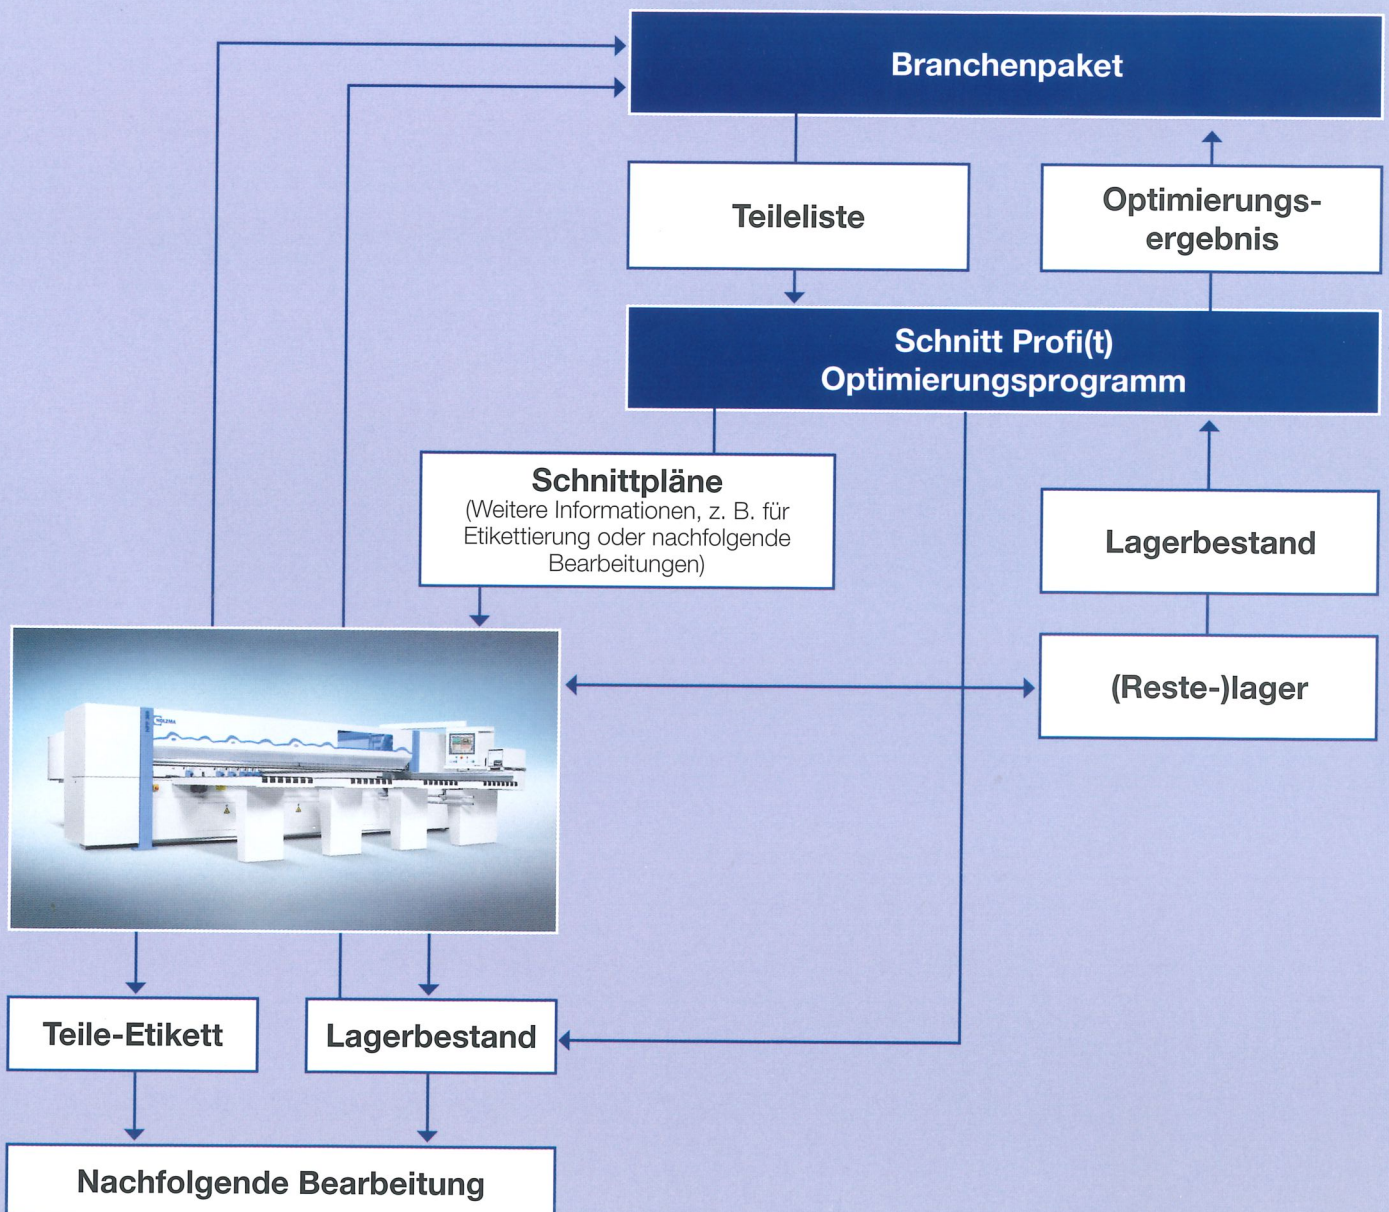 Branchenpaket
Teileliste
Optimierungs-
ergebnis
Schnitt Profi(t)
Optimierungsprogramm
Schnittpläne
(Weitere Informationen, z. B. für
Etikettierung oder nachfolgende
Bearbeitungen)
Lagerbestand
(Reste-)lager
HOLZMA
Teile-Etikett
Lagerbestand
Nachfolgende Bearbeitung